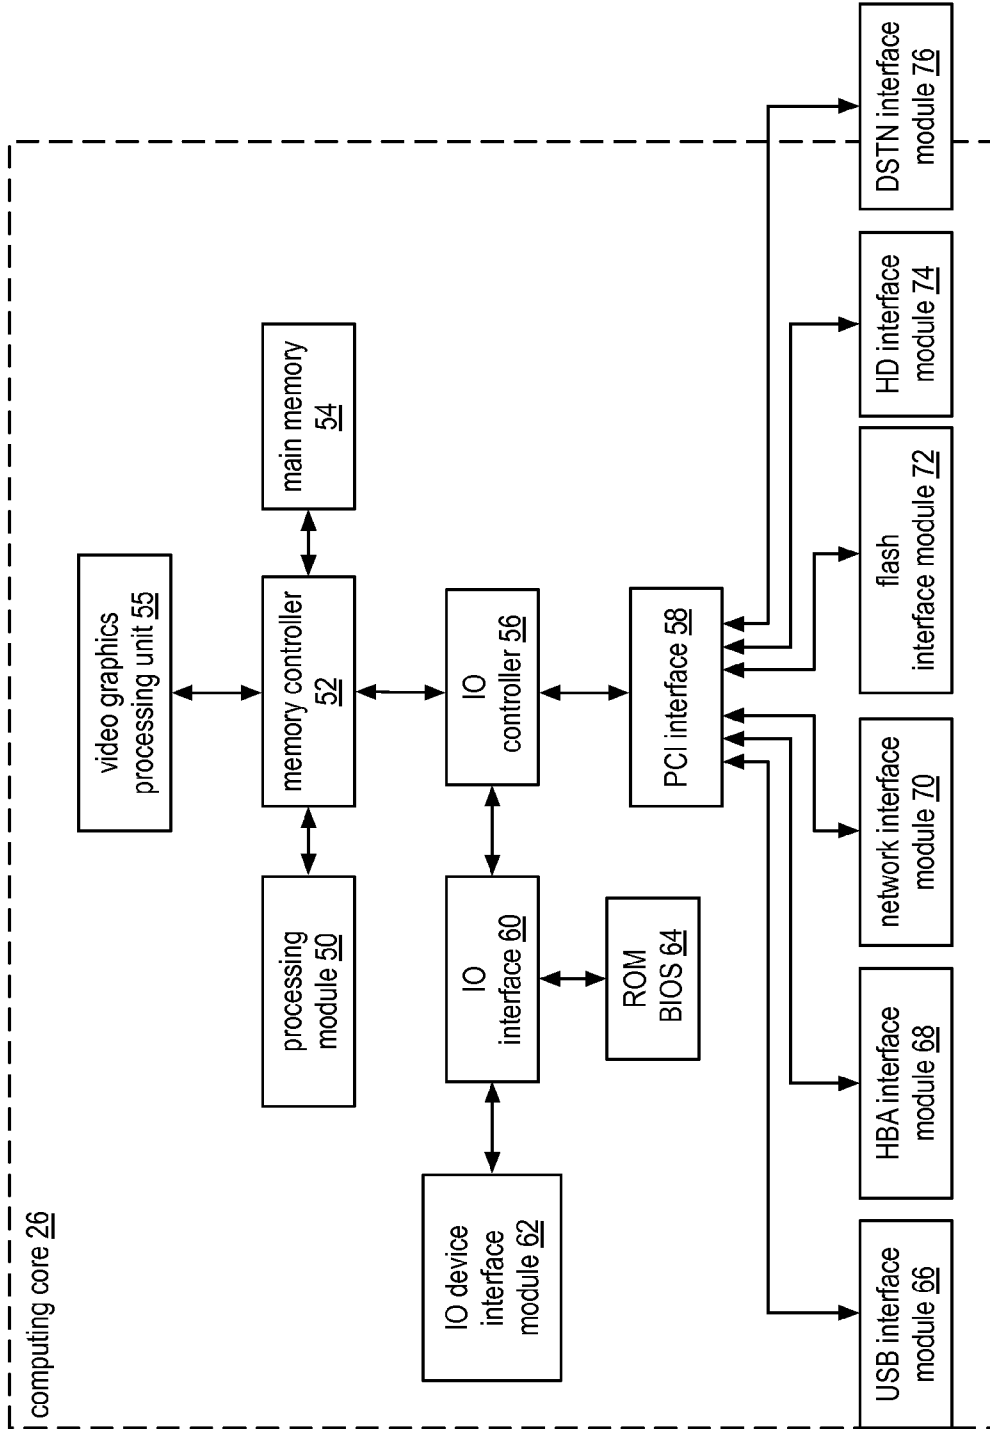 computing core 26
video graphics
processing unit 55
processing
module 50
memory controller
52
main memory
54
IO device
interface
module 62
IO
interface 60
IO
controller 56
ROM
BIOS 64
PCI interface 58
USB interface
module 66
HBA interface
module 68
network interface
module 70
flash
interface module 72
HD interface
module 74
DSTN interface
module 76